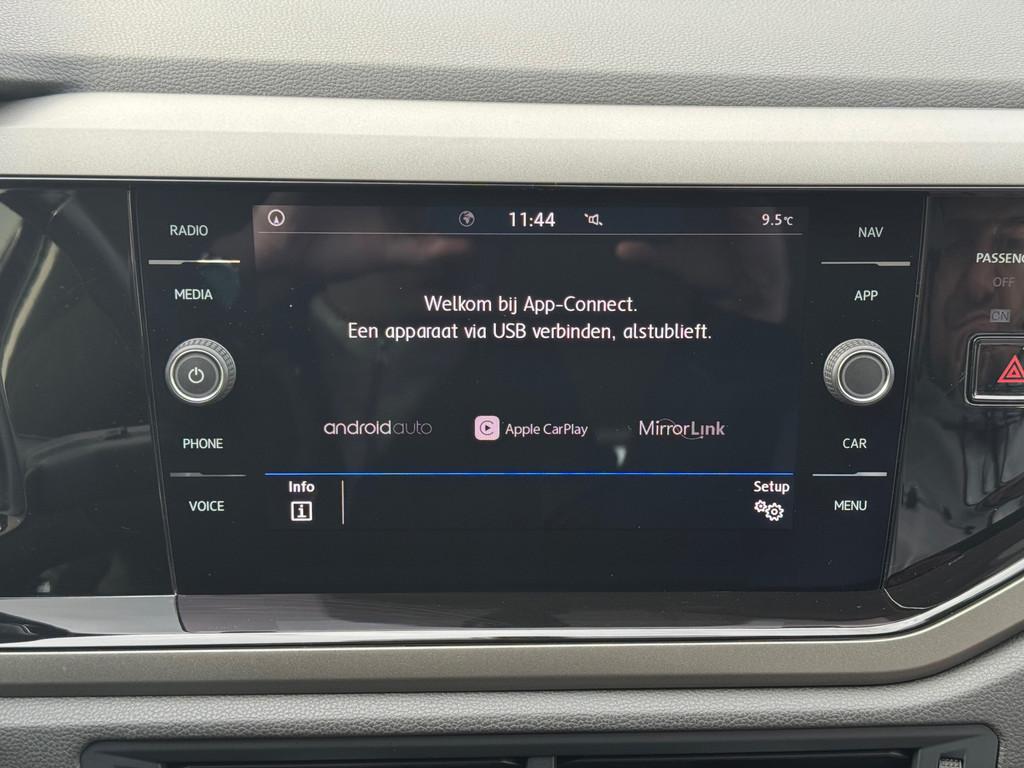 RADIO
MEDIA
PHONE
VOICE
11:44
9.5°C
Welkom bij App-Connect.
Een apparaat via USB verbinden, alstublieft.
androidauto
Apple CarPlay
MirrorLink
Info
i
Setup
NAV
APP
CAR
MENU
PASSENG
OFF
ON